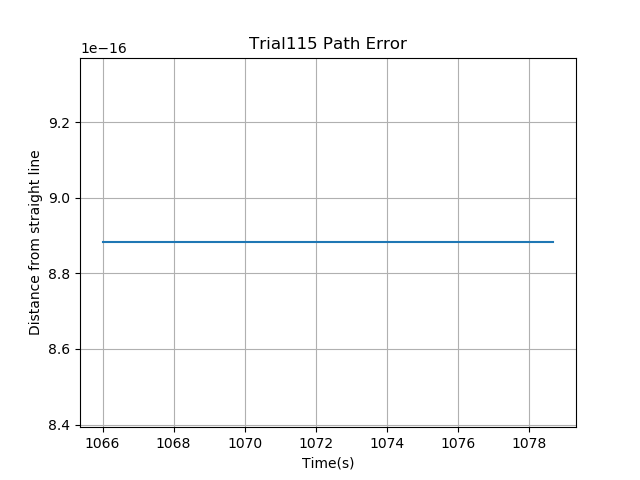 Trial115 Path Error
1e−16
Distance from straight line
9.2
9.0
8.8
8.6
8.4
1066 1068 1070 1072 1074 1076 1078
Time(s)